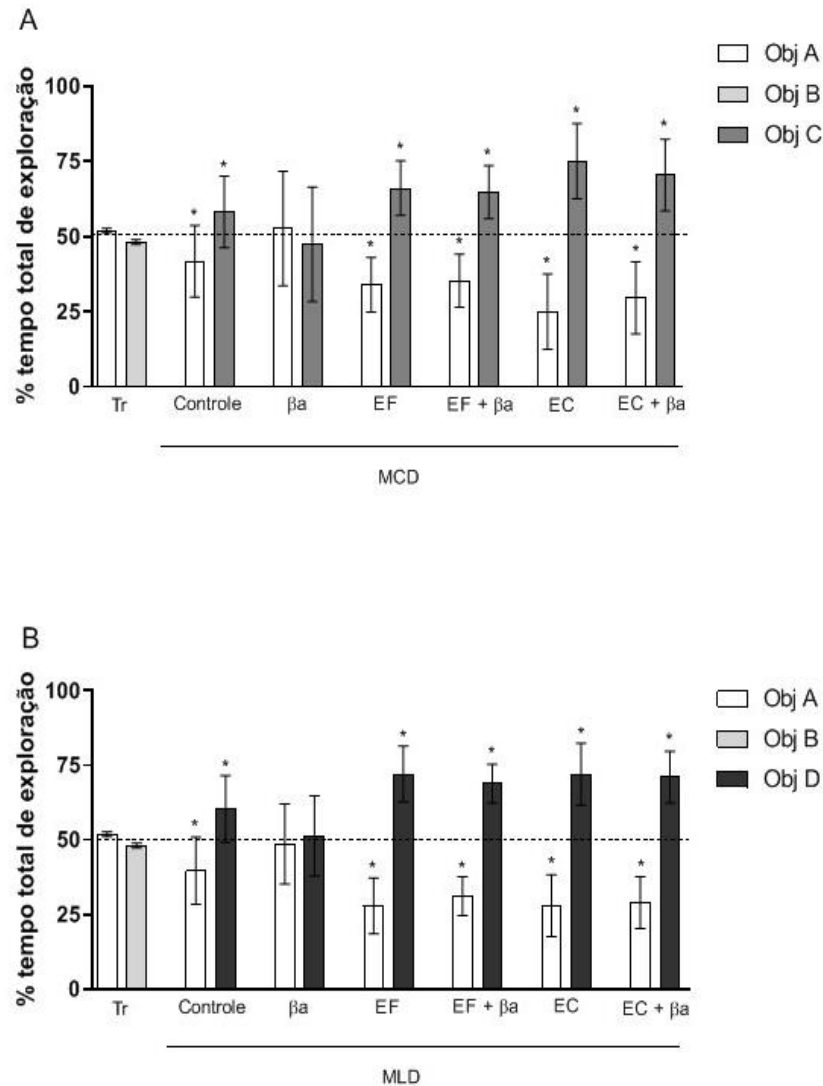 A
% tempo total de exploração
100
75
50
25
0
* * * * * * * * * *
Tr Controle βa EF EF + βa EC EC + βa
MCD
Obj A
Obj B
Obj C
B
% tempo total de exploração
100
75
50
25
0
* * * * * * * * * *
Tr Controle βa EF EF + βa EC EC + βa
MLD
Obj A
Obj B
Obj D